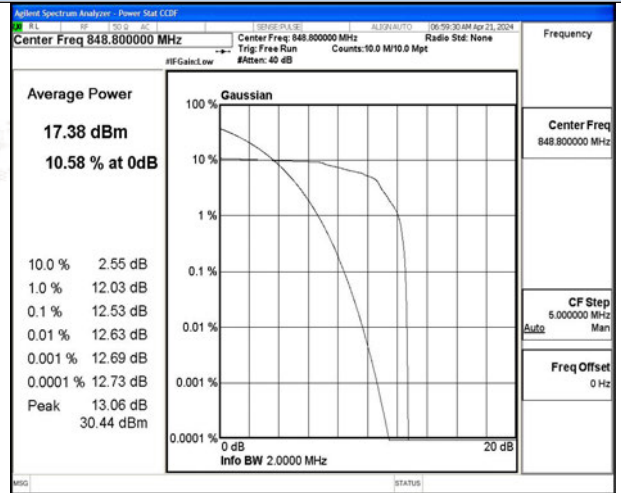 Agilent Spectrum Analyzer - Power Stat CCDF
RL RF 50 Ω AC SENSE:PULSE ALIGN AUTO 06:59:30 AM Apr 21, 2024
Center Freq 848.800000 MHz
Center Freq: 848.800000 MHz Radio Std: None
Trig: Free Run Counts:10.0 M/10.0 Mpt
#IFGain:Low #Atten: 40 dB
Frequency
Average Power
17.38 dBm
10.58 % at 0dB
10.0 % 2.55 dB
1.0 % 12.03 dB
0.1 % 12.53 dB
0.01 % 12.63 dB
0.001 % 12.69 dB
0.0001 % 12.73 dB
Peak 13.06 dB
30.44 dBm
Gaussian
100 %
10 %
1 %
0.1 %
0.01 %
0.001 %
0.0001 %
0 dB 20 dB
Info BW 2.0000 MHz
Center Freq
848.800000 MHz
CF Step
5.000000 MHz
Auto Man
Freq Offset
0 Hz
MSG STATUS